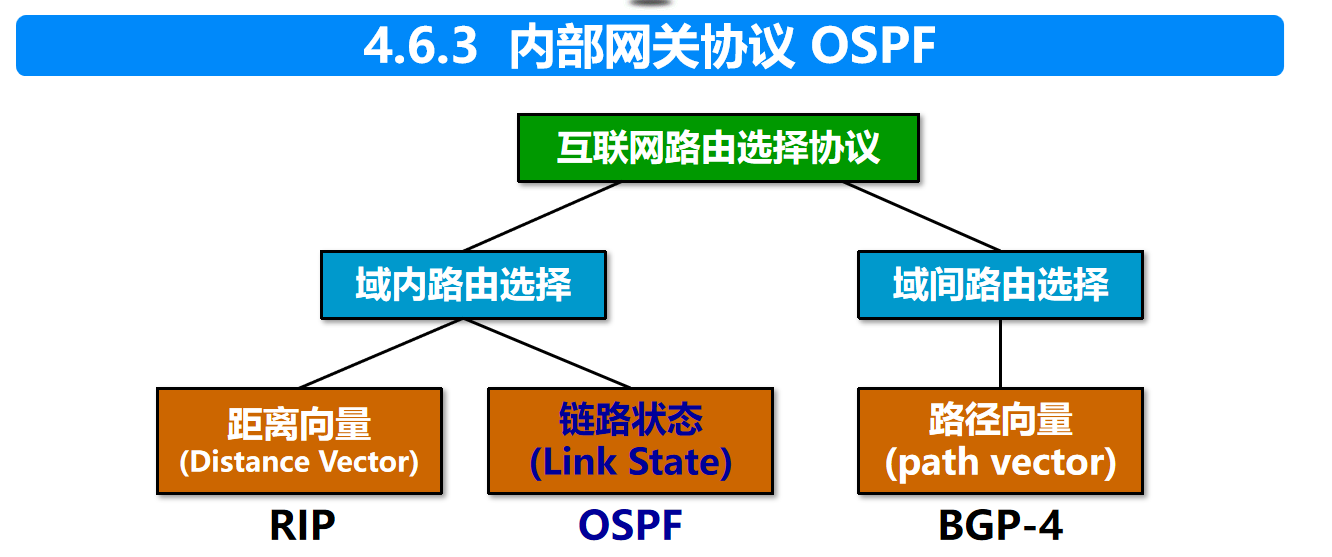 4.6.3 内部网关协议 OSPF
互联网路由选择协议
域内路由选择
域间路由选择
距离向量
(Distance Vector)
链路状态
(Link State)
路径向量
(path vector)
RIP
OSPF
BGP-4